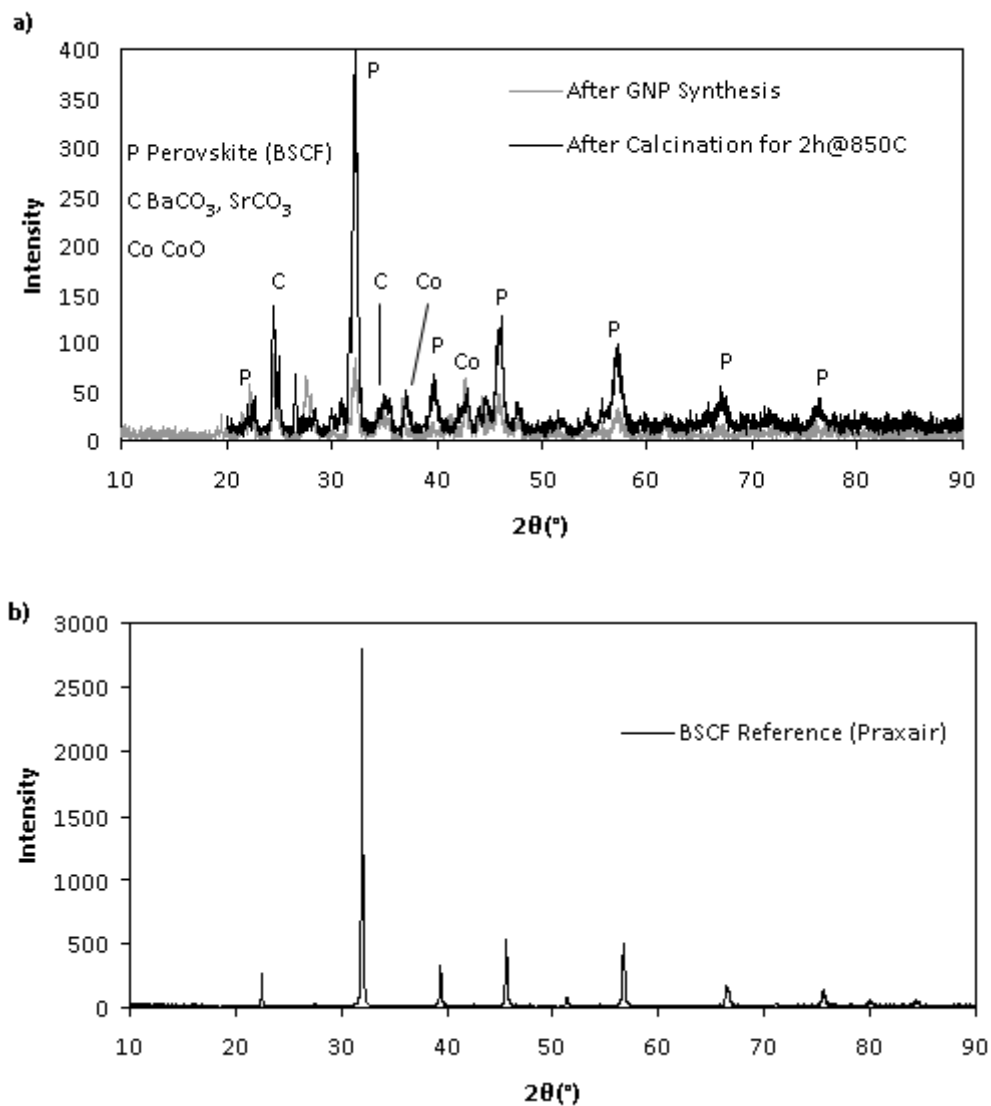 a)
400
350
300
250
200
150
100
50
0
Intensity
P Perovskite (BSCF)
C BaCO₃, SrCO₃
Co CoO
After GNP Synthesis
After Calcination for 2h@850C
P
C
P
C
Co
P
Co
P
P
P
P
10 20 30 40 50 60 70 80 90
2θ(°)
b)
3000
2500
2000
1500
1000
500
0
Intensity
BSCF Reference (Praxair)
10 20 30 40 50 60 70 80 90
2θ(°)